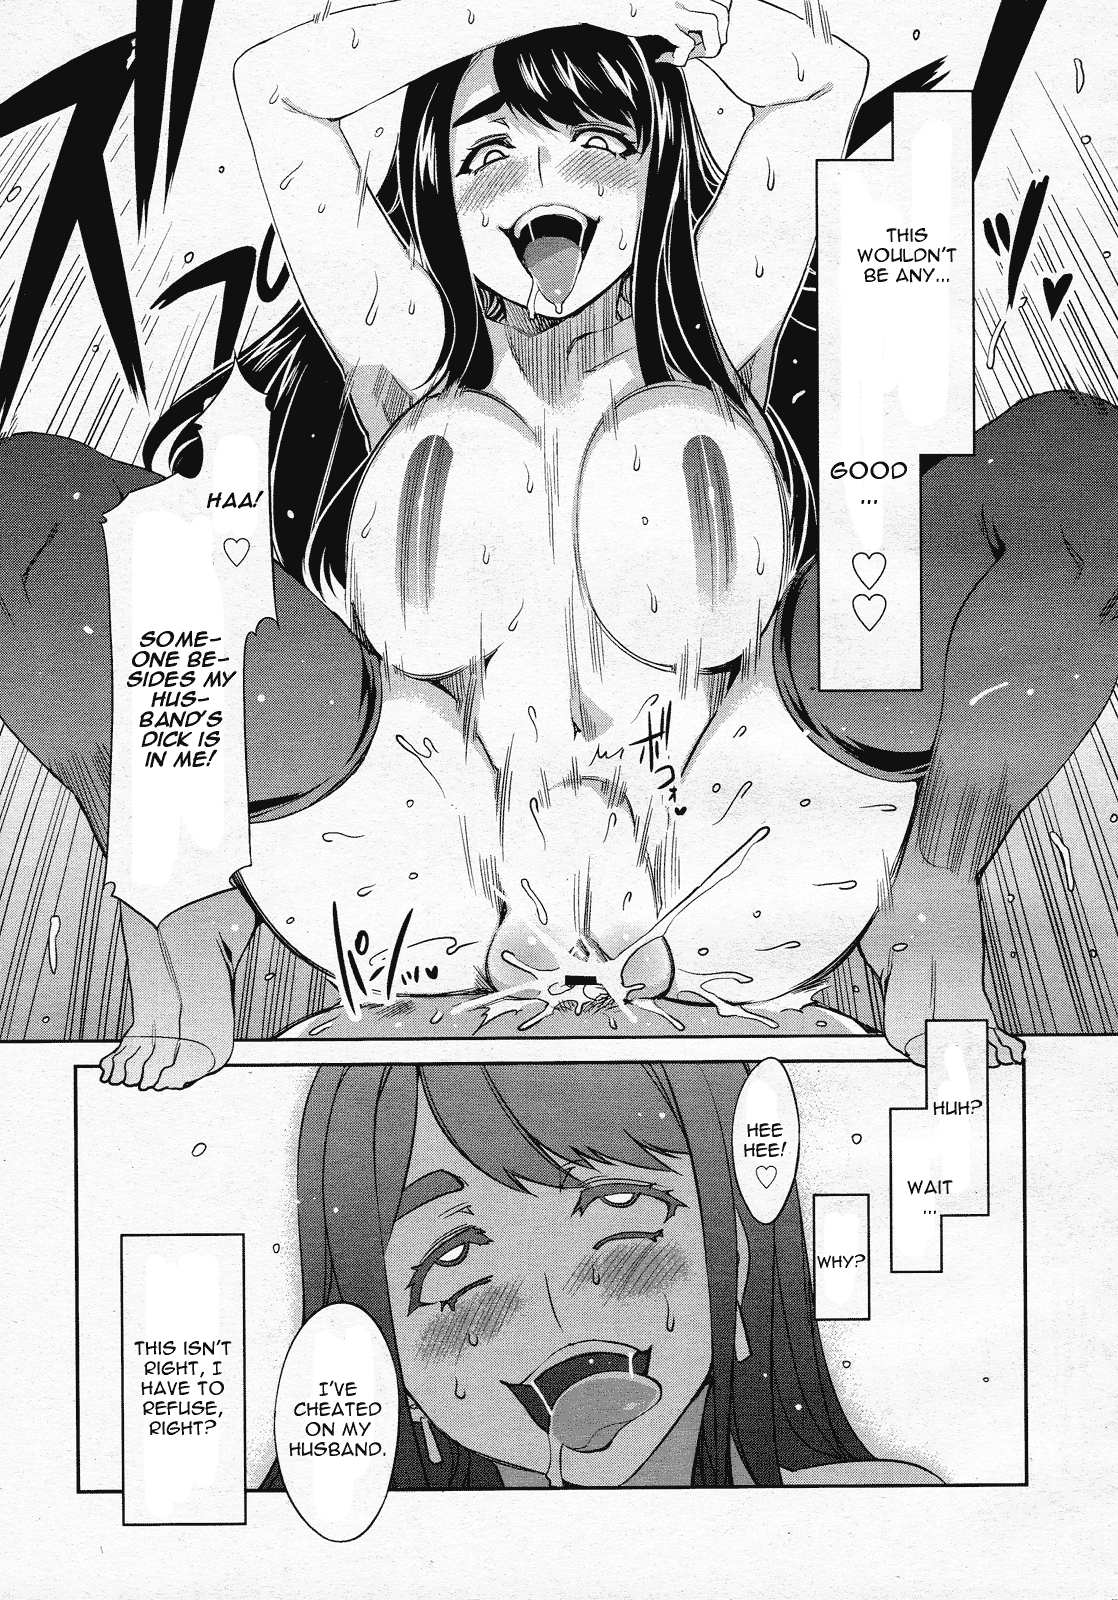 THIS
WOULDN'T
BE ANY...
GOOD
...
♡
♡
HAA!
♡
SOME-
ONE BE-
SIDES MY
HUS-
BAND'S
DICK IS
IN ME!
HUH?
WAIT
...
WHY?
HEE
HEE!
♡
I'VE
CHEATED
ON MY
HUSBAND.
THIS ISN'T
RIGHT, I
HAVE TO
REFUSE,
RIGHT?